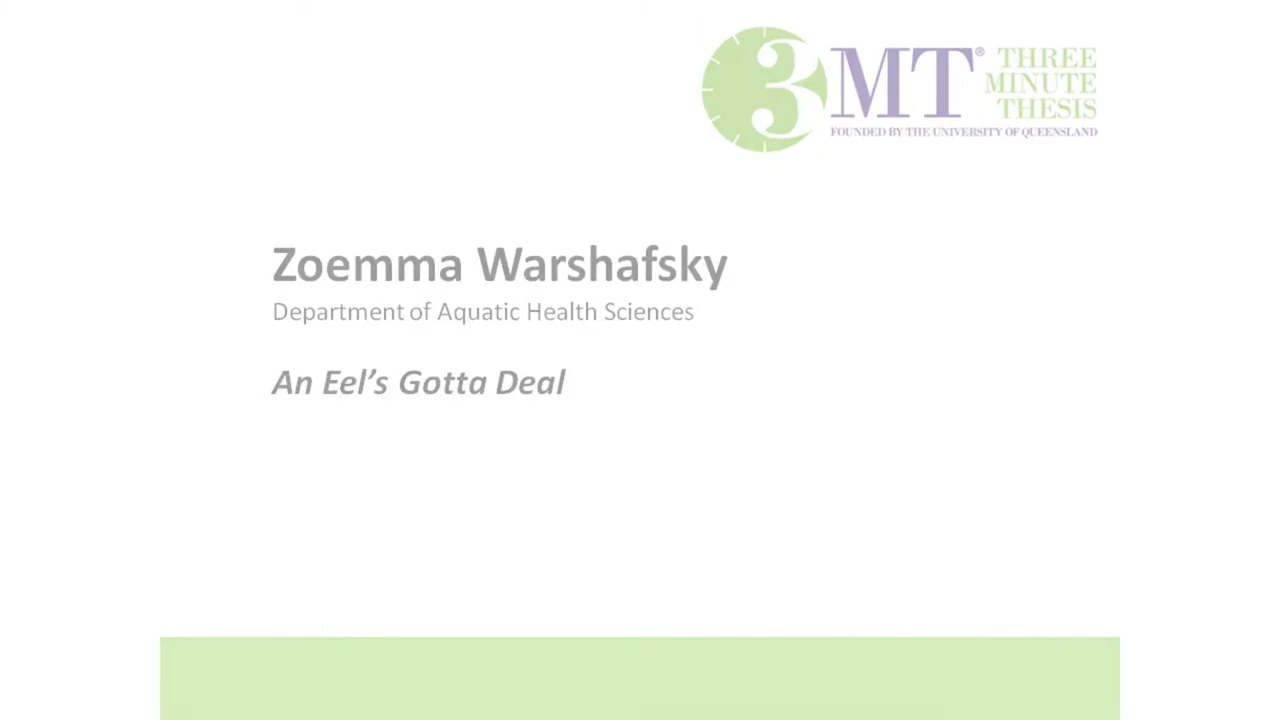 3MT® THREE
MINUTE
THESIS
FOUNDED BY THE UNIVERSITY OF QUEENSLAND
Zoemma Warshafsky
Department of Aquatic Health Sciences
An Eel’s Gotta Deal